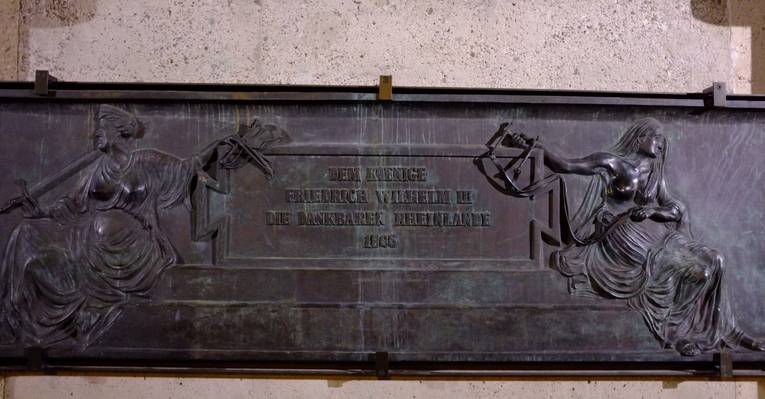 DEM KOENIGE
FRIEDRICH WILHELM III
DIE DANKBAREN RHEINLANDE
1865